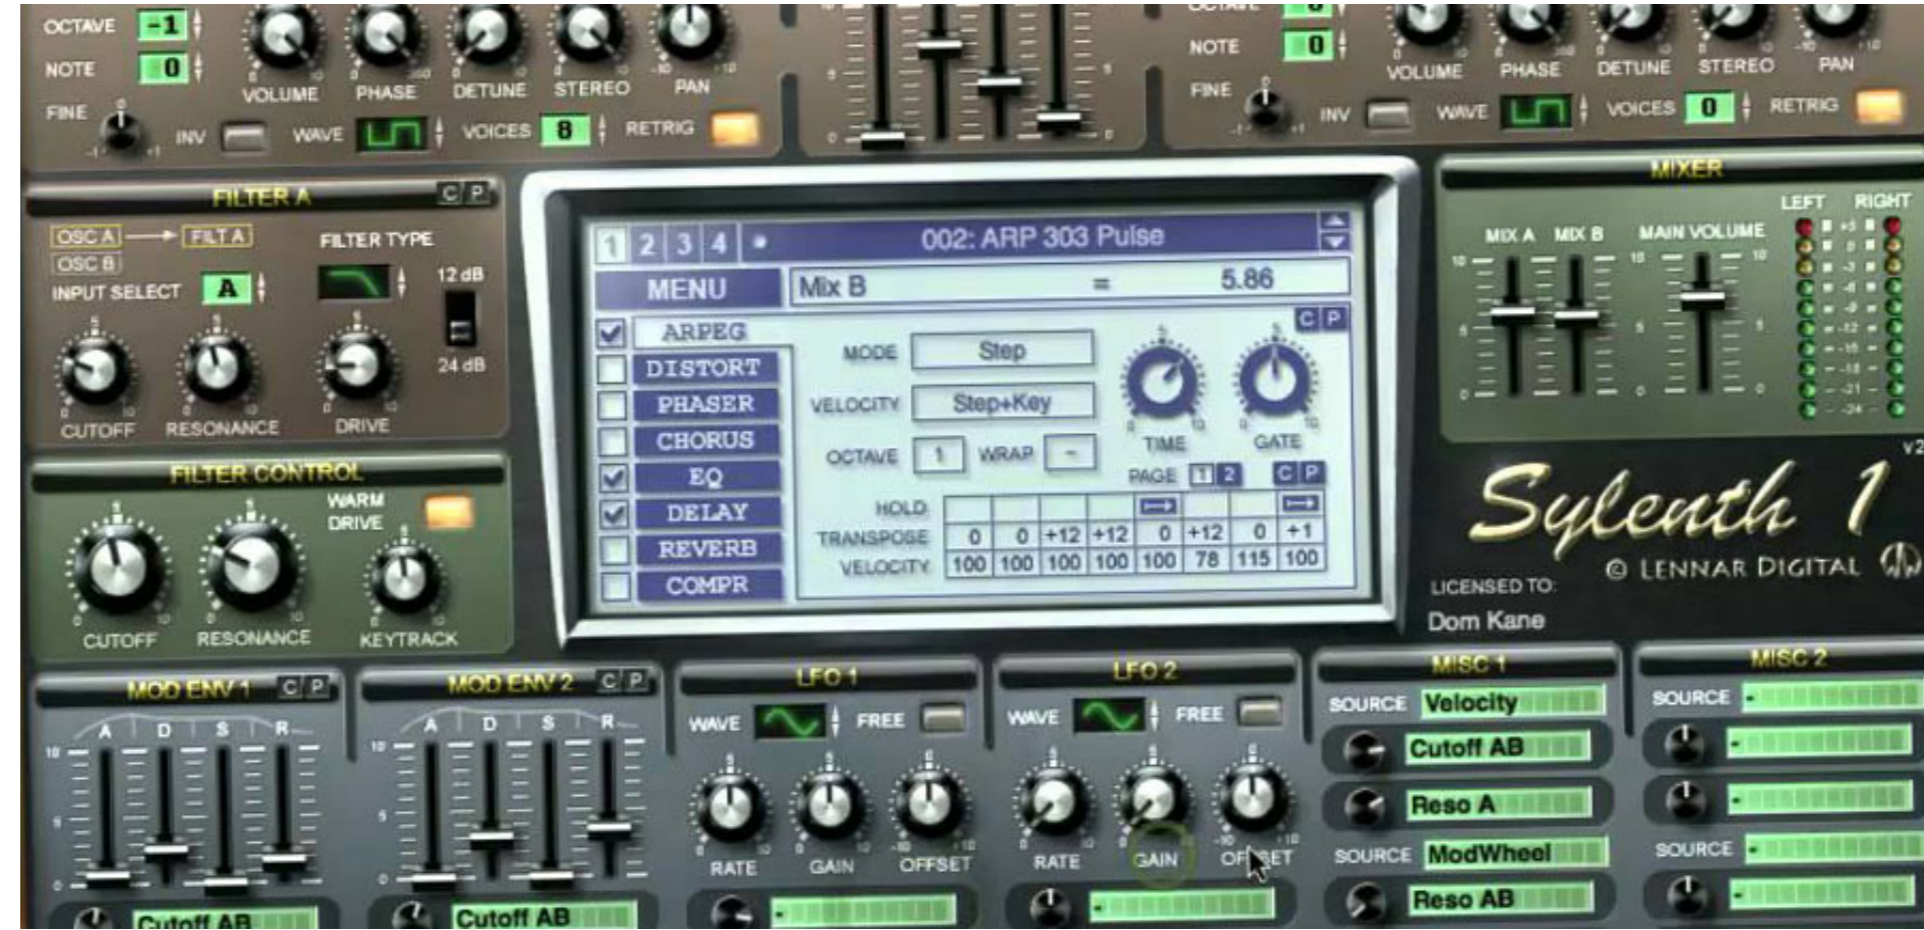 OCTAVE -1
NOTE 0
FINE
VOLUME PHASE DETUNE STEREO PAN
INV WAVE VOICES 8 RETRIG
OCTAVE
NOTE 0
FINE
VOLUME PHASE DETUNE STEREO PAN
INV WAVE VOICES 0 RETRIG
FILTER A C P
OSC A FILT A
OSC B
FILTER TYPE
INPUT SELECT A
12 dB
24 dB
CUTOFF RESONANCE DRIVE
FILTER CONTROL
WARM
DRIVE
CUTOFF RESONANCE KEYTRACK
1 2 3 4 002: ARP 303 Pulse
MENU Mix B = 5.86
C P
ARPEG
DISTORT
PHASER
CHORUS
EQ
DELAY
REVERB
COMPR
MODE Step
VELOCITY Step+Key
OCTAVE 1 WRAP -
TIME GATE
PAGE 1 2 C P
HOLD
TRANSPOSE 0 0 +12 +12 0 +12 0 +1
VELOCITY 100 100 100 100 100 78 115 100
MIXER
LEFT RIGHT
MIX A MIX B MAIN VOLUME
Sylenth 1
© LENNAR DIGITAL
LICENSED TO:
Dom Kane
MOD ENV 1 C P
A D S R
Cutoff AB
MOD ENV 2 C P
A D S R
Cutoff AB
LFO 1
WAVE FREE
RATE GAIN OFFSET
-
LFO 2
WAVE FREE
RATE GAIN OFFSET
-
MISC 1
SOURCE Velocity
Cutoff AB
Reso A
SOURCE ModWheel
Reso AB
MISC 2
SOURCE -
-
-
SOURCE -
-